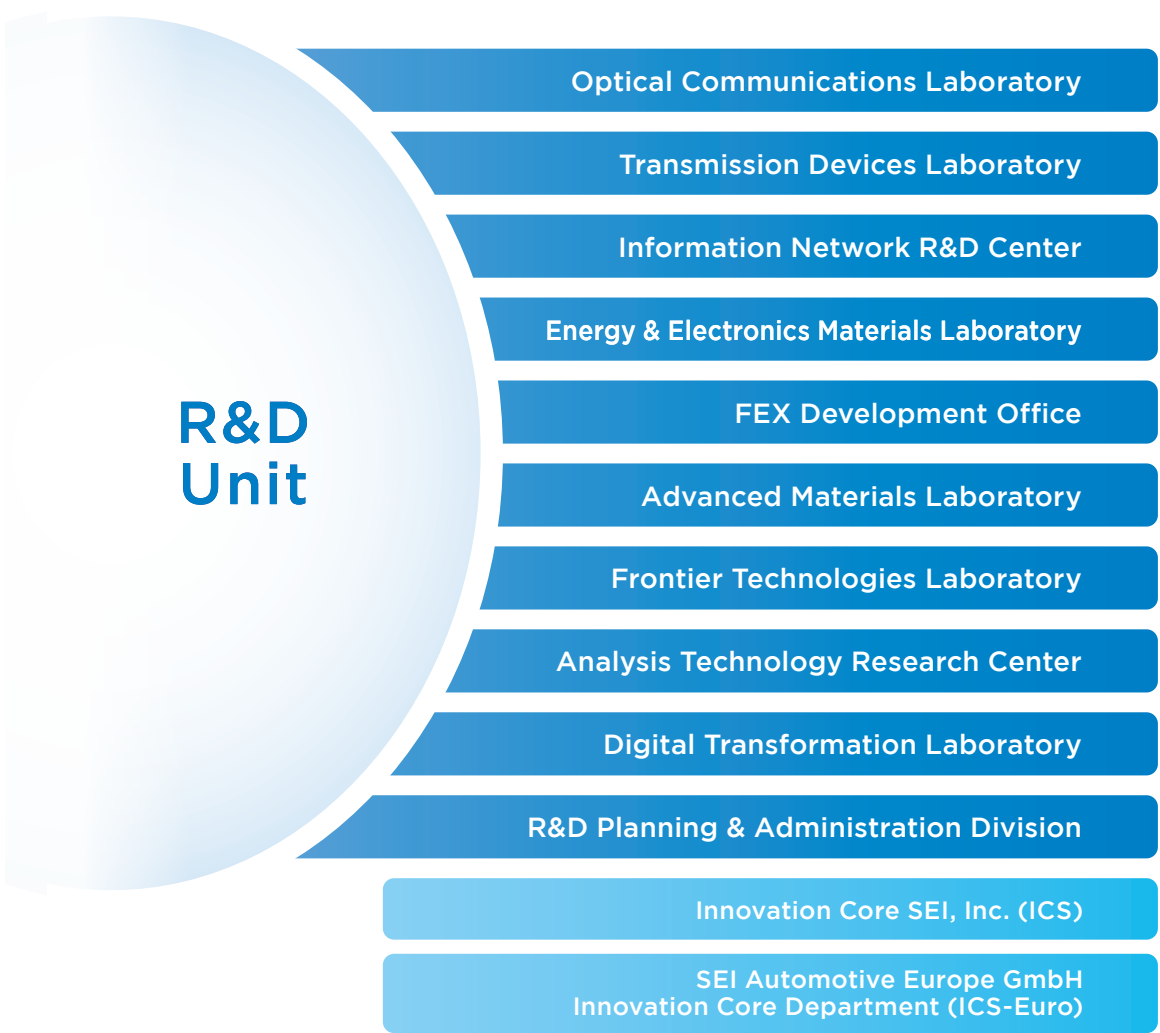 R&D
Unit
Optical Communications Laboratory
Transmission Devices Laboratory
Information Network R&D Center
Energy & Electronics Materials Laboratory
FEX Development Office
Advanced Materials Laboratory
Frontier Technologies Laboratory
Analysis Technology Research Center
Digital Transformation Laboratory
R&D Planning & Administration Division
Innovation Core SEI, Inc. (ICS)
SEI Automotive Europe GmbH
Innovation Core Department (ICS-Euro)